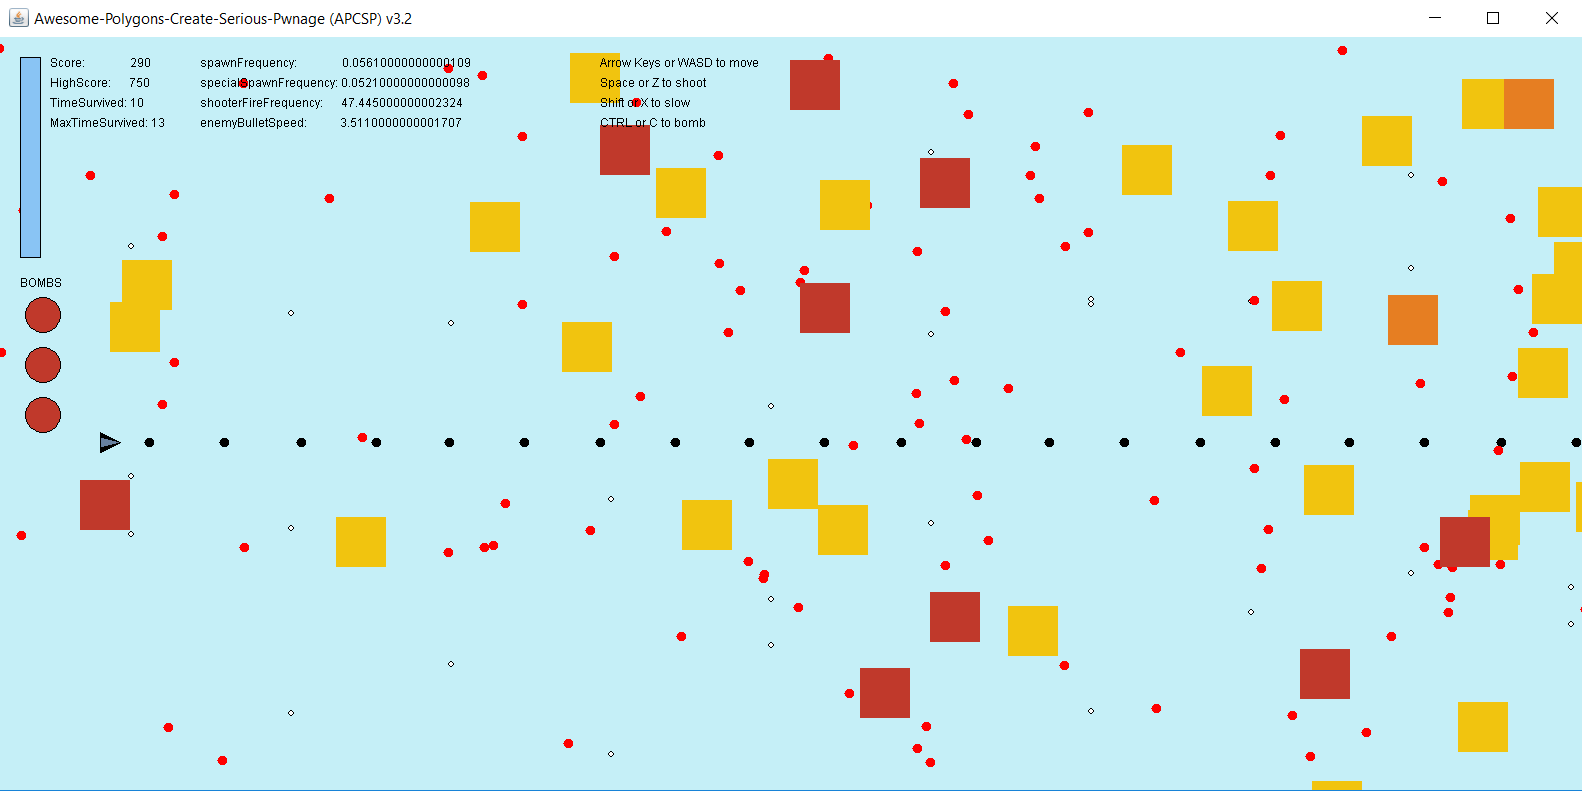 Awesome-Polygons-Create-Serious-Pwnage (APCSP) v3.2
Score: 290 spawnFrequency: 0.05610000000000109 Arrow Keys or WASD to move
HighScore: 750 specialSpawnFrequency: 0.05210000000000098 Space or Z to shoot
TimeSurvived: 10 shooterFireFrequency: 47.445000000002324 Shift or X to slow
MaxTimeSurvived: 13 enemyBulletSpeed: 3.5110000000001707 CTRL or C to bomb
BOMBS